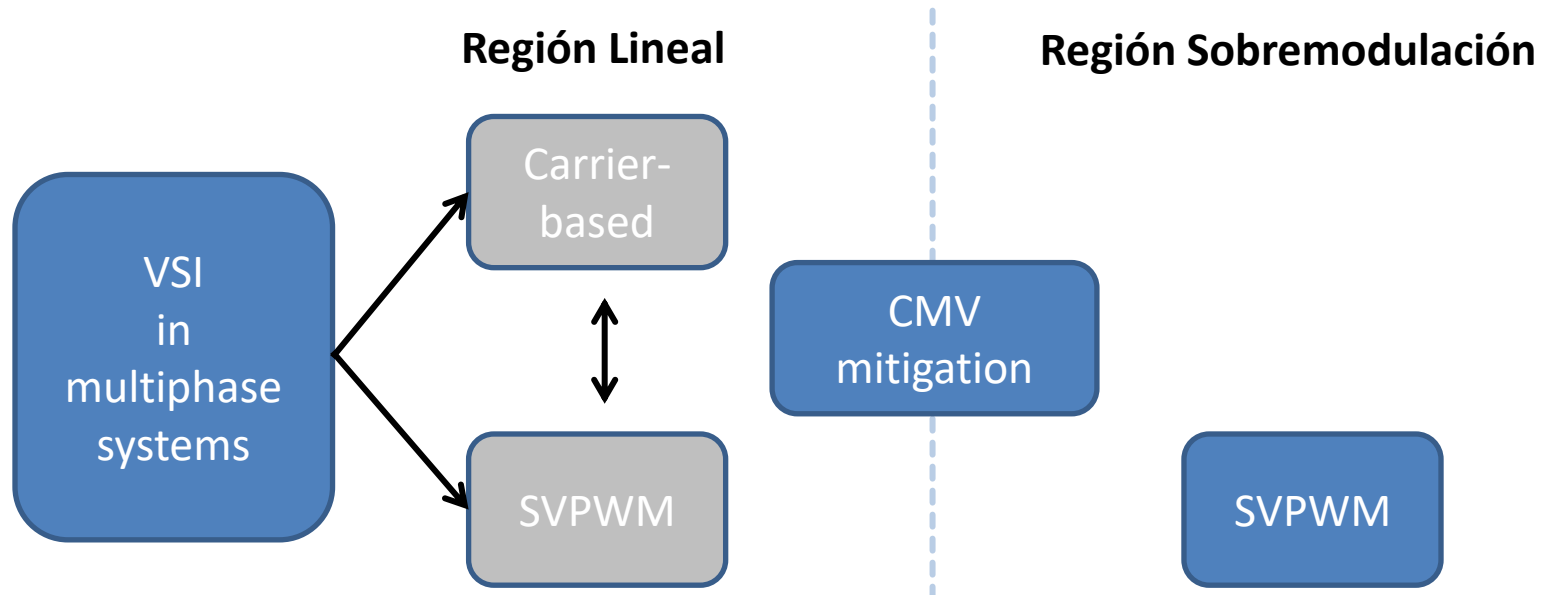 Región Lineal
Región Sobremodulación
VSI
in
multiphase
systems
Carrier-
based
CMV
mitigation
SVPWM
SVPWM